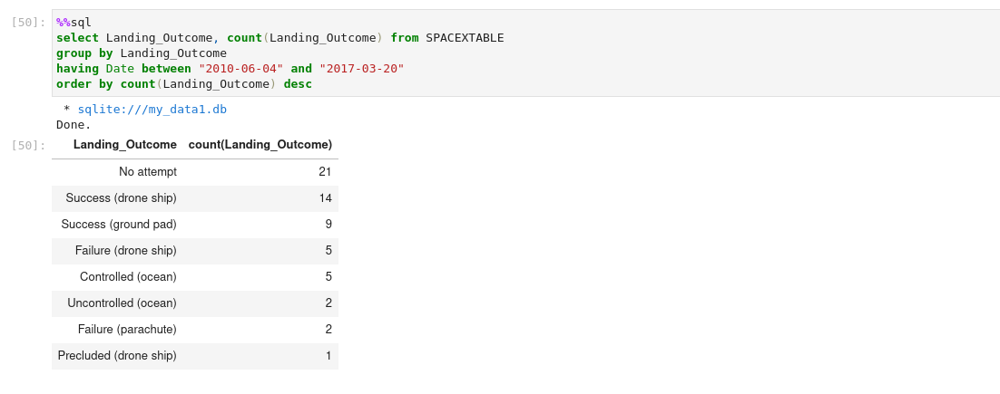 [50]: %%sql
select Landing_Outcome, count(Landing_Outcome) from SPACEXTABLE
group by Landing_Outcome
having Date between "2010-06-04" and "2017-03-20"
order by count(Landing_Outcome) desc
* sqlite:///my_data1.db
Done.
[50]: Landing_Outcome count(Landing_Outcome)
No attempt 21
Success (drone ship) 14
Success (ground pad) 9
Failure (drone ship) 5
Controlled (ocean) 5
Uncontrolled (ocean) 2
Failure (parachute) 2
Precluded (drone ship) 1